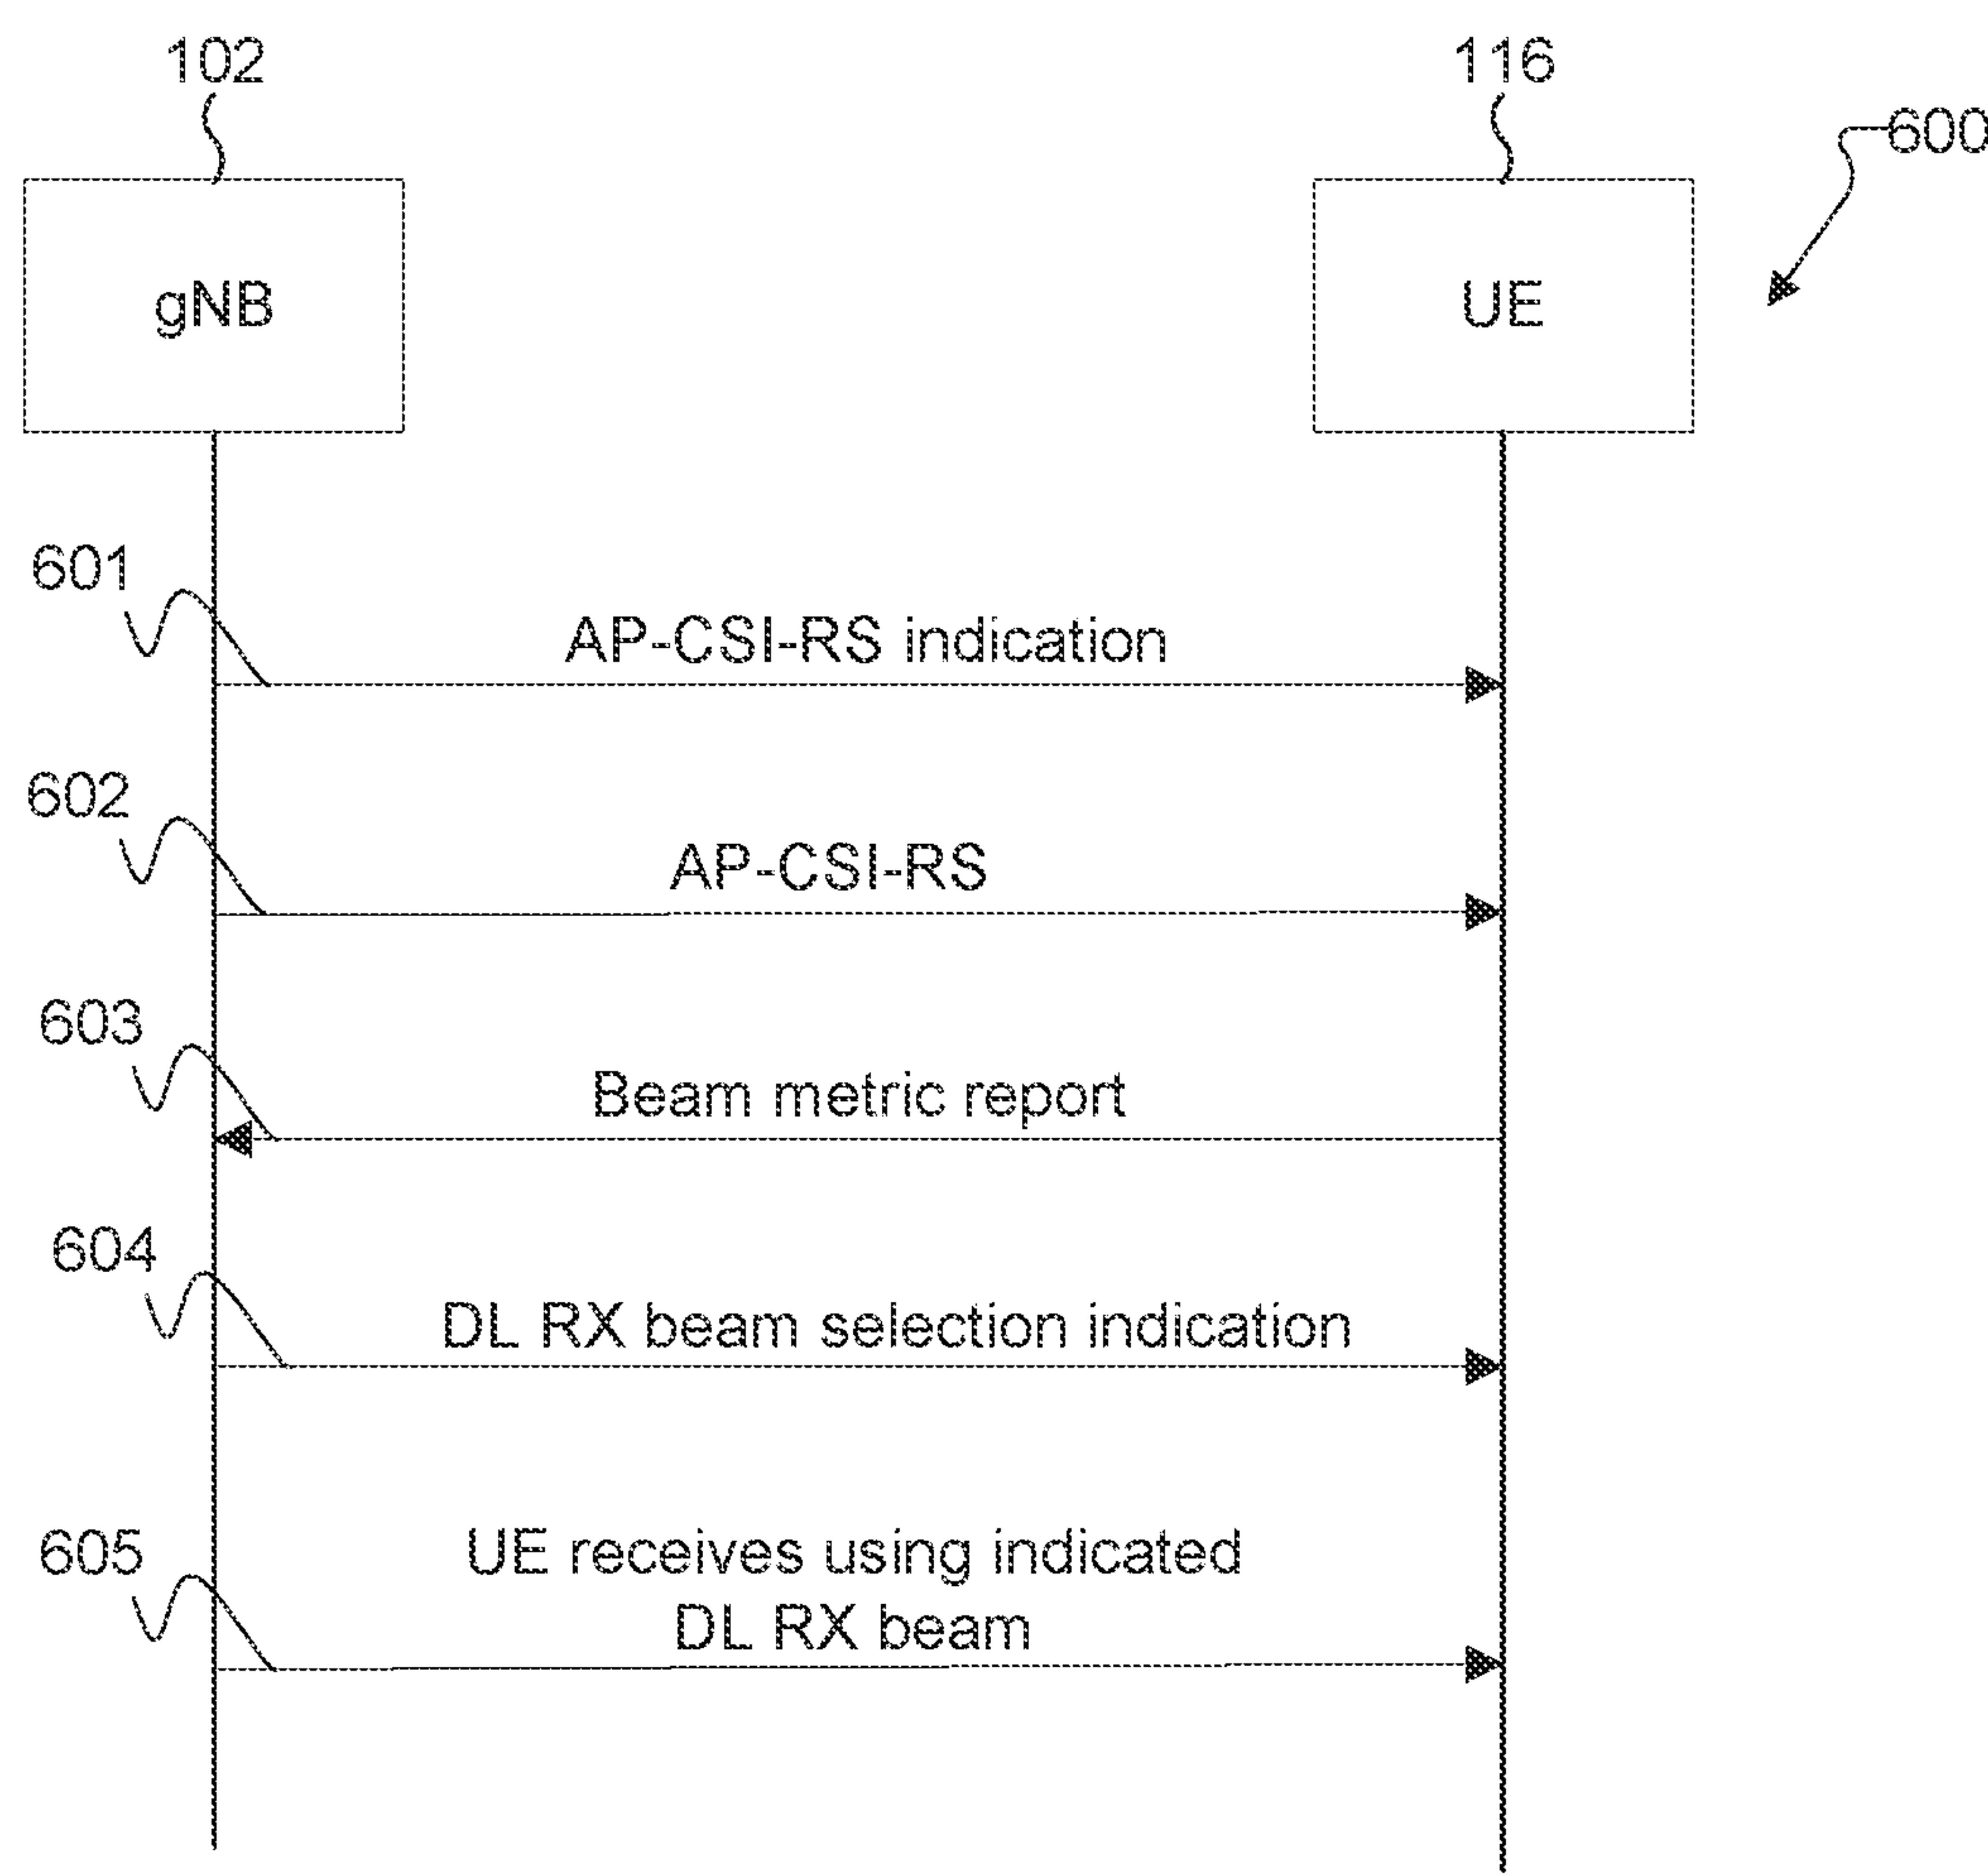 102
116
600
gNB
UE
601
AP-CSI-RS indication
602
AP-CSI-RS
603
Beam metric report
604
DL RX beam selection indication
605
UE receives using indicated
DL RX beam